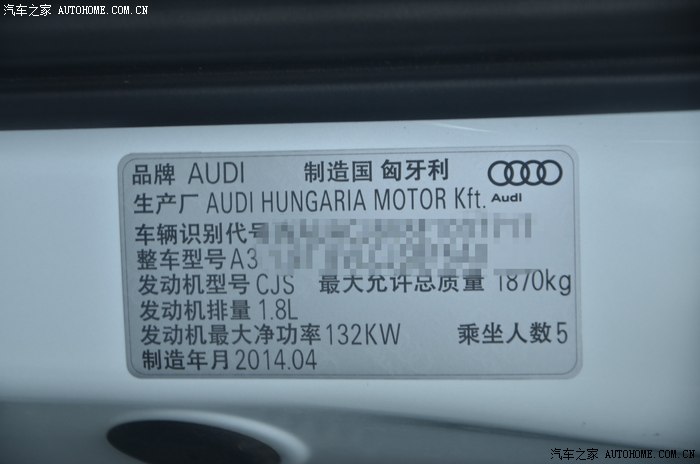 汽车之家 AUTOHOME.COM.CN
品牌 AUDI 制造国 匈牙利
生产厂 AUDI HUNGARIA MOTOR Kft. Audi
车辆识别代号
整车型号 A3
发动机型号 CJS 最大允许总质量 1870kg
发动机排量 1.8L
发动机最大净功率 132KW 乘坐人数 5
制造年月 2014.04
汽车之家 AUTOHOME.COM.CN